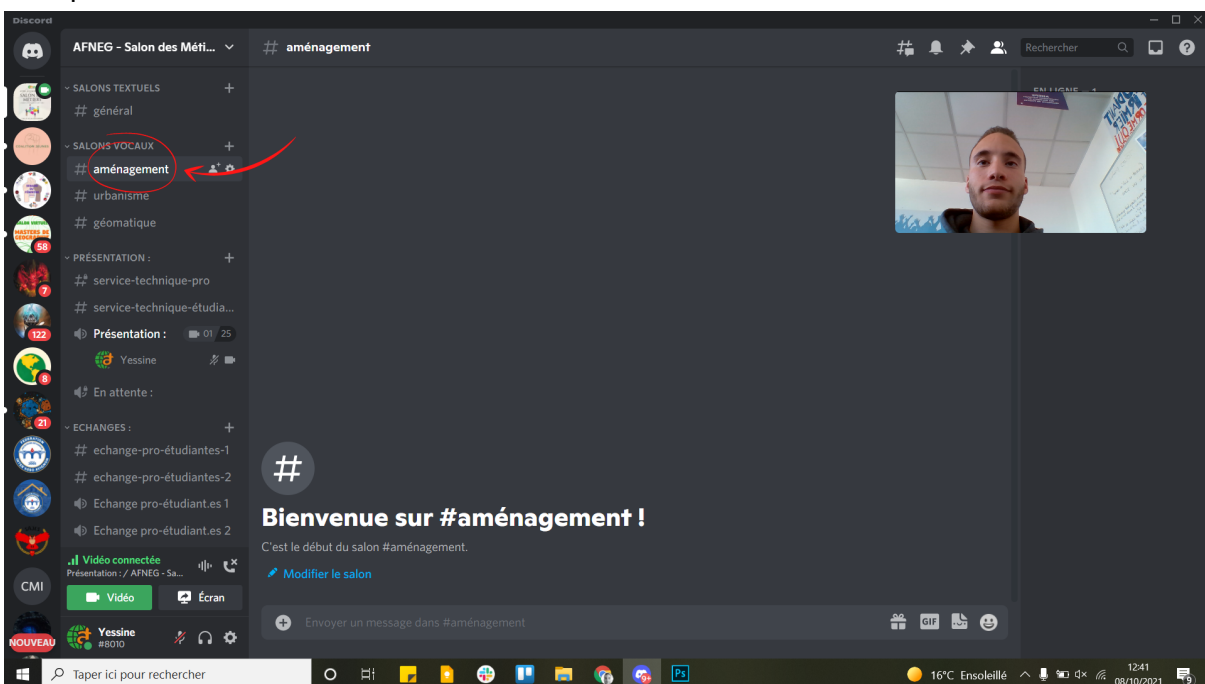 Discord
AFNEG - Salon des Méti...
aménagement
Rechercher
SALONS TEXTUELS
général
SALONS VOCAUX
aménagement
urbanisme
géomatique
PRÉSENTATION :
service-technique-pro
service-technique-étudia...
Présentation : 01 25
Yessine
En attente :
ECHANGES :
echange-pro-étudiantes-1
echange-pro-étudiantes-2
Echange pro-étudiant.es 1
Echange pro-étudiant.es 2
Vidéo connectée
Présentation : / AFNEG - Sa...
Vidéo Écran
Yessine
#8010
58
7
122
8
21
CMI
NOUVEAU
EN LIGNE — 1
#
Bienvenue sur #aménagement !
C'est le début du salon #aménagement.
Modifier le salon
Envoyer un message dans #aménagement
GIF
Taper ici pour rechercher
Ps
16°C Ensoleillé
12:41
08/10/2021